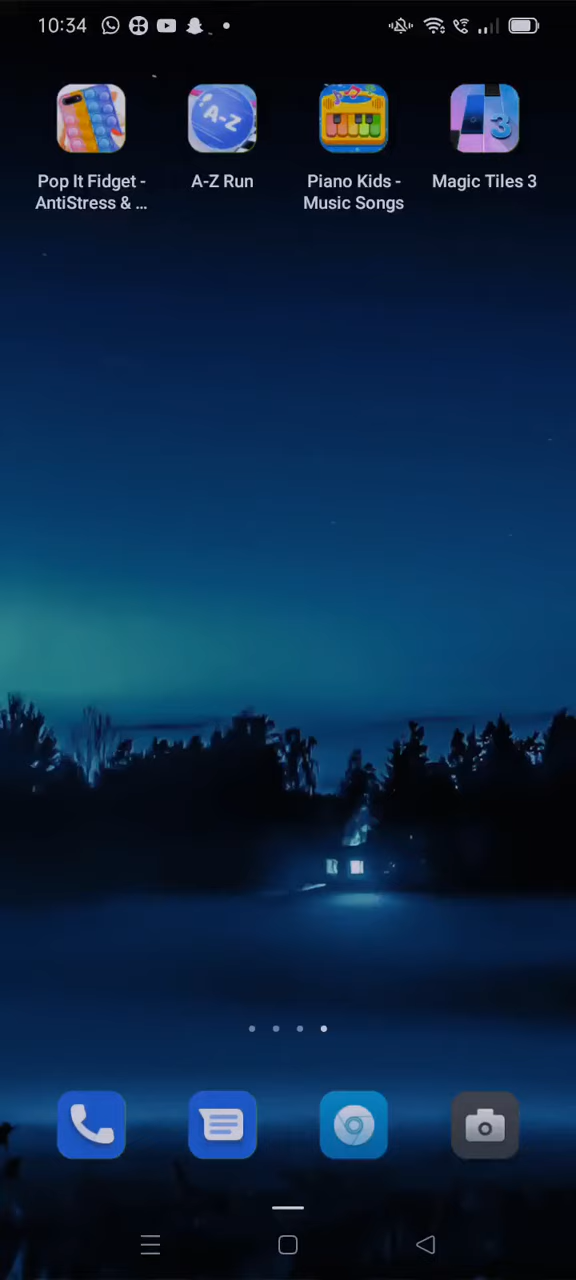 10:34
Pop It Fidget -
AntiStress & ...
A-Z Run
Piano Kids -
Music Songs
Magic Tiles 3
A-Z
3